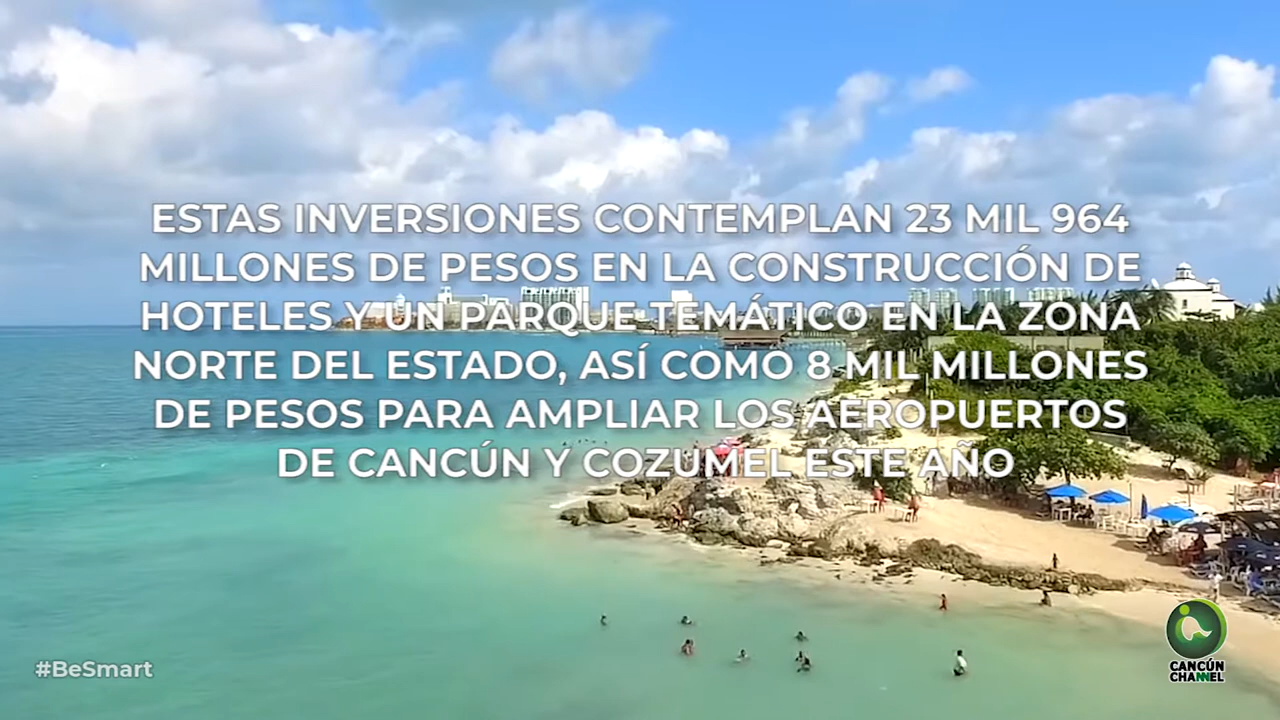 ESTAS INVERSIONES CONTEMPLAN 23 MIL 964
MILLONES DE PESOS EN LA CONSTRUCCIÓN DE
HOTELES Y UN PARQUE TEMÁTICO EN LA ZONA
NORTE DEL ESTADO, ASÍ COMO 8 MIL MILLONES
DE PESOS PARA AMPLIAR LOS AEROPUERTOS
DE CANCÚN Y COZUMEL ESTE AÑO
#BeSmart
CANCÚN
CHANNEL